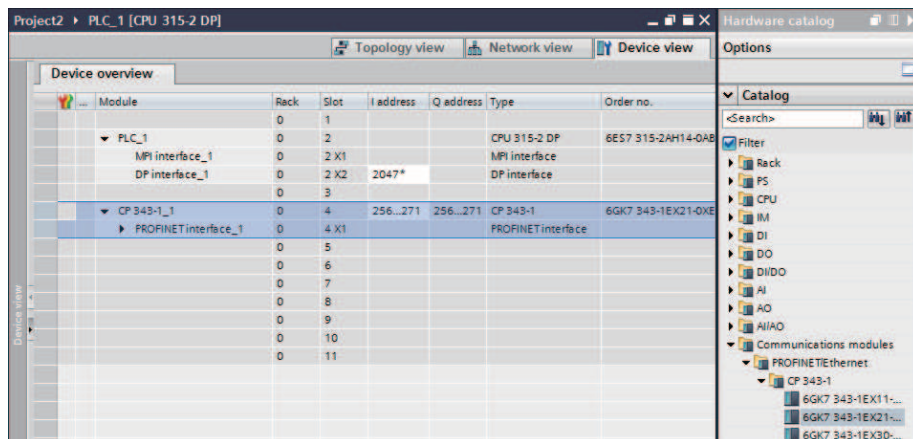 Project2 ▸ PLC_1 [CPU 315-2 DP]
Topology view Network view Device view
Device overview
... Module Rack Slot I address Q address Type Order no.
0 1
PLC_1 0 2 CPU 315-2 DP 6ES7 315-2AH14-0AB
MPI interface_1 0 2 X1 MPI interface
DP interface_1 0 2 X2 2047* DP interface
0 3
CP 343-1_1 0 4 256...271 256...271 CP 343-1 6GK7 343-1EX21-0XE
PROFINET interface_1 0 4 X1 PROFINET interface
0 5
0 6
0 7
0 8
0 9
0 10
0 11
Device view
Hardware catalog
Options
Catalog
<Search>
Filter
Rack
PS
CPU
IM
DI
DO
DI/DO
AI
AO
AI/AO
Communications modules
PROFINET/Ethernet
CP 343-1
6GK7 343-1EX11-...
6GK7 343-1EX21-...
6GK7 343-1EX30-...